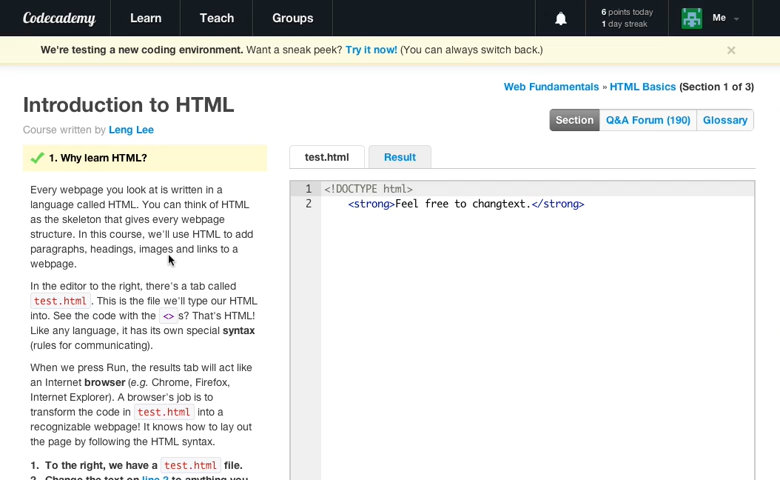 Codecademy Learn Teach Groups 6 points today Me
1 day streak
We're testing a new coding environment. Want a sneak peek? Try it now! (You can always switch back.) ×
Web Fundamentals » HTML Basics (Section 1 of 3)
Introduction to HTML
Course written by Leng Lee
Section Q&A Forum (190) Glossary
1. Why learn HTML?
Every webpage you look at is written in a
language called HTML. You can think of HTML
as the skeleton that gives every webpage
structure. In this course, we'll use HTML to add
paragraphs, headings, images and links to a
webpage.
In the editor to the right, there's a tab called
test.html. This is the file we'll type our HTML
into. See the code with the <>s? That's HTML!
Like any language, it has its own special syntax
(rules for communicating).
When we press Run, the results tab will act like
an Internet browser (e.g. Chrome, Firefox,
Internet Explorer). A browser's job is to
transform the code in test.html into a
recognizable webpage! It knows how to lay out
the page by following the HTML syntax.
1. To the right, we have a test.html file.
2. Change the text on line 2 to anything you
test.html Result
1 <!DOCTYPE html>
2 <strong>Feel free to changtext.</strong>